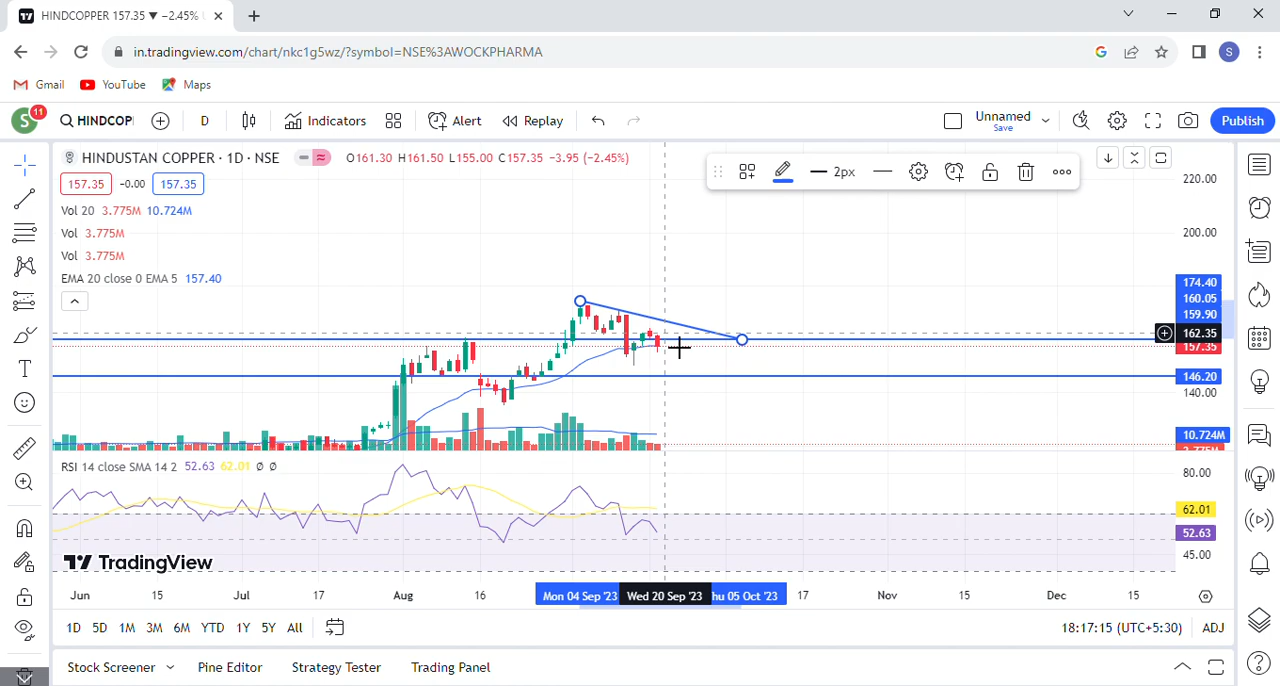 HINDCOPPER 157.35 ▼ −2.45%
in.tradingview.com/chart/nkc1g5wz/?symbol=NSE%3AWOCKPHARMA
S
Gmail YouTube Maps
S 11 HINDCOP D Indicators Alert Replay Unnamed Save Publish
HINDUSTAN COPPER · 1D · NSE O161.30 H161.50 L155.00 C157.35 −3.95 (−2.45%)
2px
157.35 -0.00 157.35
Vol 20 3.775M 10.724M
Vol 3.775M
Vol 3.775M
EMA 20 close 0 EMA 5 157.40
220.00
200.00
174.40
160.05
159.90
162.35
157.35
146.20
140.00
10.724M
RSI 14 close SMA 14 2 52.63 62.01 Ø Ø
80.00
62.01
52.63
45.00
TradingView
Jun 15 Jul 17 Aug 16 Mon 04 Sep '23 Wed 20 Sep '23 hu 05 Oct '23 17 Nov 15 Dec 15
1D 5D 1M 3M 6M YTD 1Y 5Y All 18:17:15 (UTC+5:30) ADJ
Stock Screener Pine Editor Strategy Tester Trading Panel